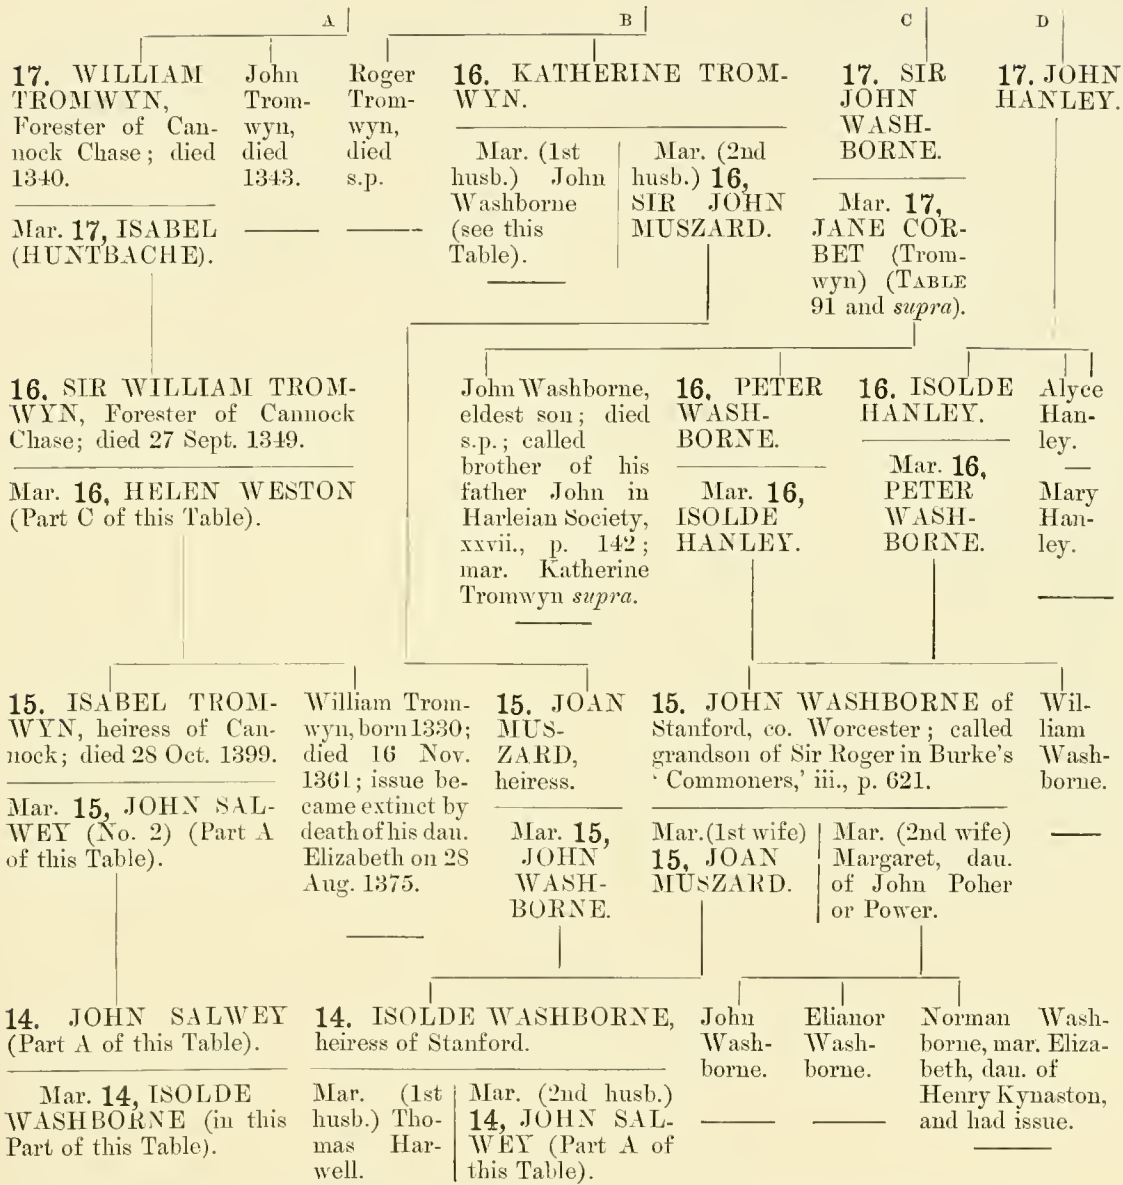 A
B
C
D
17. WILLIAM
TROMWYN,
Forester of Can-
nock Chase; died
1340.
Mar. 17, ISABEL
(HUNTBACHE).
John
Trom-
wyn,
died
1343.
Roger
Trom-
wyn,
died
s.p.
16. KATHERINE TROM-
WYN.
Mar. (1st
husb.) John
Washborne
(see this
Table).
Mar. (2nd
husb.) 16,
SIR JOHN
MUSZARD.
17. SIR
JOHN
WASH-
BORNE.
Mar. 17,
JANE COR-
BET (Trom-
wyn) (TABLE
91 and supra).
17. JOHN
HANLEY.
16. SIR WILLIAM TROM-
WYN, Forester of Cannock
Chase; died 27 Sept. 1349.
Mar. 16, HELEN WESTON
(Part C of this Table).
John Washborne,
eldest son; died
s.p.; called
brother of his
father John in
Harleian Society,
xxvii., p. 142;
mar. Katherine
Tromwyn supra.
16, PETER
WASH-
BORNE.
Mar. 16,
ISOLDE
HANLEY.
16. ISOLDE
HANLEY.
Mar. 16,
PETER
WASH-
BORNE.
Alyce
Han-
ley.
Mary
Han-
ley.
15. ISABEL TROM-
WYN, heiress of Can-
nock; died 28 Oct. 1399.
Mar. 15, JOHN SAL-
WEY (No. 2) (Part A
of this Table).
William Trom-
wyn, born 1330;
died 16 Nov.
1361; issue be-
came extinct by
death of his dau.
Elizabeth on 28
Aug. 1375.
15. JOAN
MUS-
ZARD,
heiress.
Mar. 15,
JOHN
WASH-
BORNE.
15. JOHN WASHBORNE of
Stanford, co. Worcester; called
grandson of Sir Roger in Burke's
'Commoners,' iii., p. 621.
Mar. (1st wife)
15, JOAN
MUSZARD.
Mar. (2nd wife)
Margaret, dau.
of John Poher
or Power.
Wil-
liam
Wash-
borne.
14. JOHN SALWEY
(Part A of this Table).
Mar. 14, ISOLDE
WASHBORNE (in this
Part of this Table).
14. ISOLDE WASHBORNE,
heiress of Stanford.
Mar. (1st
husb.) Tho-
mas Har-
well.
Mar. (2nd husb.)
14, JOHN SAL-
WEY (Part A of
this Table).
John
Wash-
borne.
Elianor
Wash-
borne.
Norman Wash-
borne, mar. Eliza-
beth, dau. of
Henry Kynaston,
and had issue.